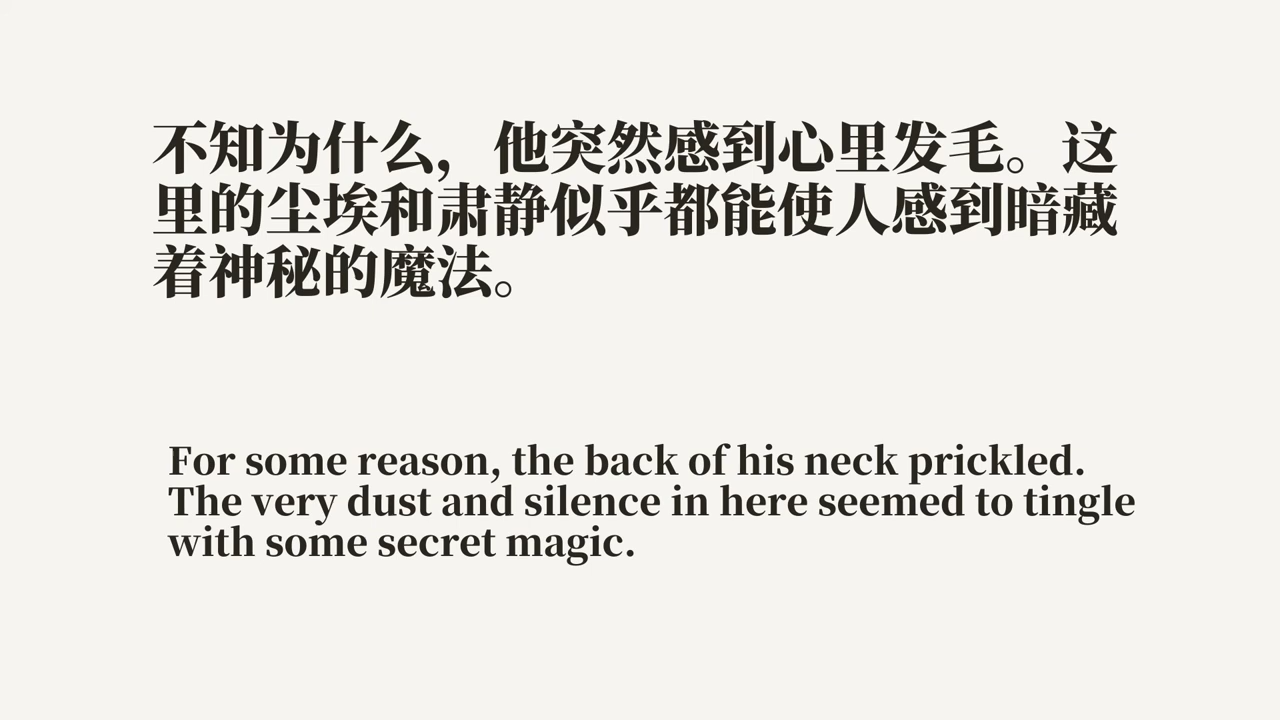 不知为什么，他突然感到心里发毛。这
里的尘埃和肃静似乎都能使人感到暗藏
着神秘的魔法。
For some reason, the back of his neck prickled.
The very dust and silence in here seemed to tingle
with some secret magic.